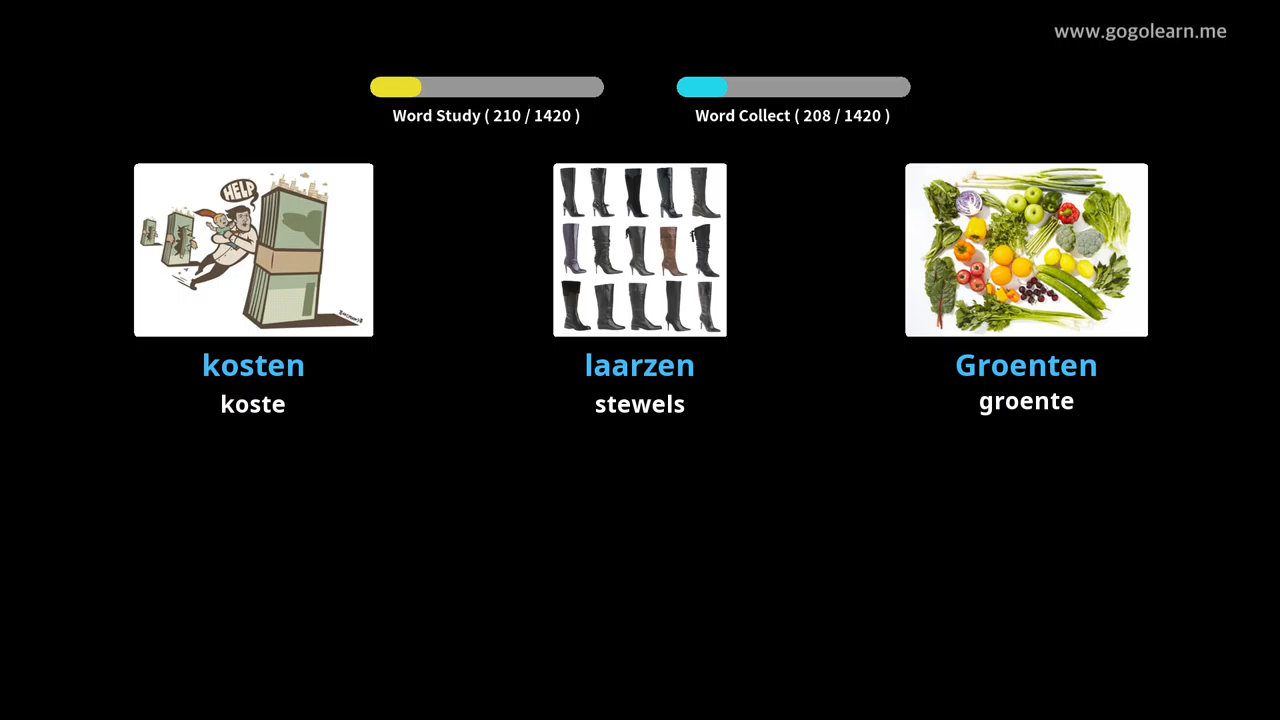 www.gogolearn.me
Word Study ( 210 / 1420 )
Word Collect ( 208 / 1420 )
HELP
kosten
koste
laarzen
stewels
Groenten
groente